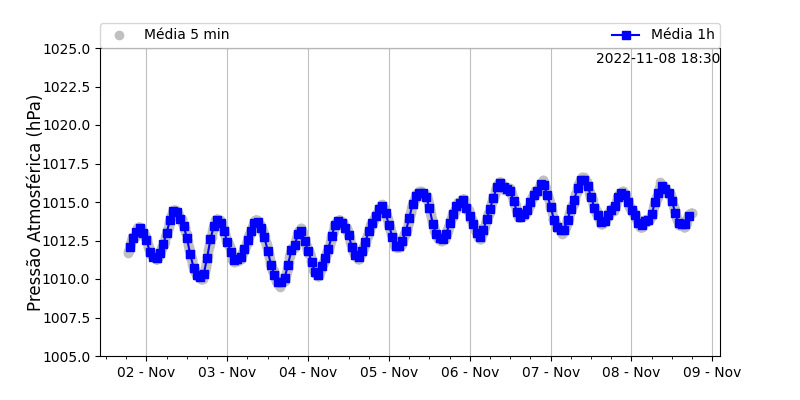 Média 5 min
Média 1h
2022-11-08 18:30
Pressão Atmosférica (hPa)
1025.0
1022.5
1020.0
1017.5
1015.0
1012.5
1010.0
1007.5
1005.0
02 - Nov
03 - Nov
04 - Nov
05 - Nov
06 - Nov
07 - Nov
08 - Nov
09 - Nov